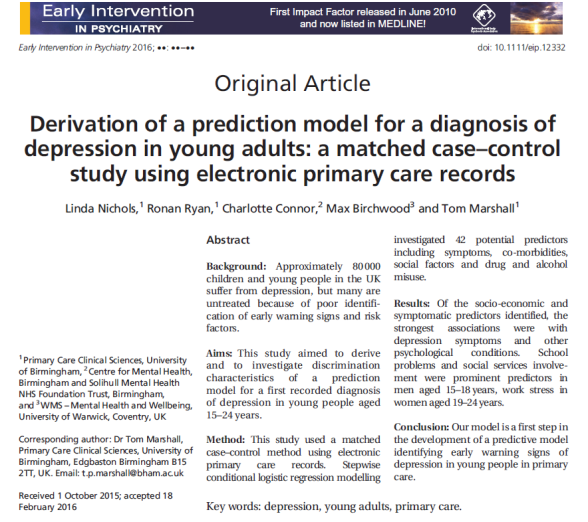 Early Intervention
IN PSYCHIATRY
First Impact Factor released in June 2010
and now listed in MEDLINE!
Early Intervention in Psychiatry 2016; ••: ••–••
doi: 10.1111/eip.12332
Original Article
Derivation of a prediction model for a diagnosis of
depression in young adults: a matched case–control
study using electronic primary care records
Linda Nichols,1 Ronan Ryan,1 Charlotte Connor,2 Max Birchwood3 and Tom Marshall1
Abstract
Background: Approximately 80 000
children and young people in the UK
suffer from depression, but many are
untreated because of poor identifi-
cation of early warning signs and risk
factors.
Aims: This study aimed to derive
and to investigate discrimination
characteristics of a prediction
model for a first recorded diagnosis
of depression in young people aged
15–24 years.
Method: This study used a matched
case–control method using electronic
primary care records. Stepwise
conditional logistic regression modelling
investigated 42 potential predictors
including symptoms, co-morbidities,
social factors and drug and alcohol
misuse.
Results: Of the socio-economic and
symptomatic predictors identified, the
strongest associations were with
depression symptoms and other
psychological conditions. School
problems and social services involve-
ment were prominent predictors in
men aged 15–18 years, work stress in
women aged 19–24 years.
Conclusion: Our model is a first step in
the development of a predictive model
identifying early warning signs of
depression in young people in primary
care.
Key words: depression, young adults, primary care.
1Primary Care Clinical Sciences, University
of Birmingham, 2Centre for Mental Health,
Birmingham and Solihull Mental Health
NHS Foundation Trust, Birmingham,
and 3WMS – Mental Health and Wellbeing,
University of Warwick, Coventry, UK
Corresponding author: Dr Tom Marshall,
Primary Care Clinical Sciences, University of
Birmingham, Edgbaston Birmingham B15
2TT, UK. Email: t.p.marshall@bham.ac.uk
Received 1 October 2015; accepted 18
February 2016